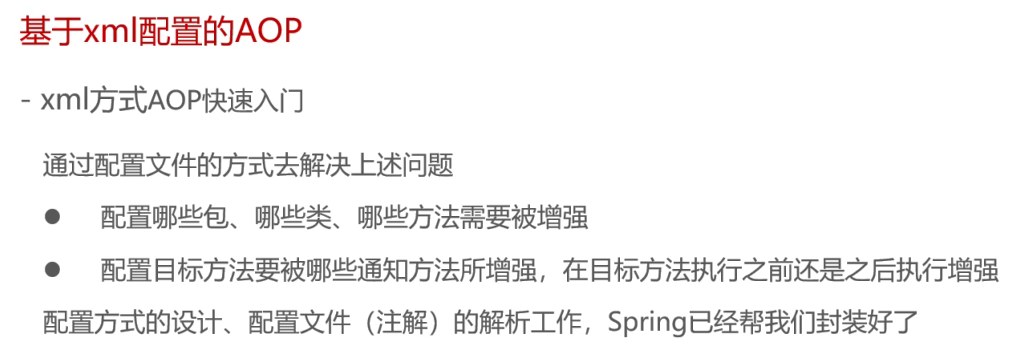 基于xml配置的AOP
- xml方式AOP快速入门
通过配置文件的方式去解决上述问题
● 配置哪些包、哪些类、哪些方法需要被增强
● 配置目标方法要被哪些通知方法所增强，在目标方法执行之前还是之后执行增强
配置方式的设计、配置文件（注解）的解析工作，Spring已经帮我们封装好了